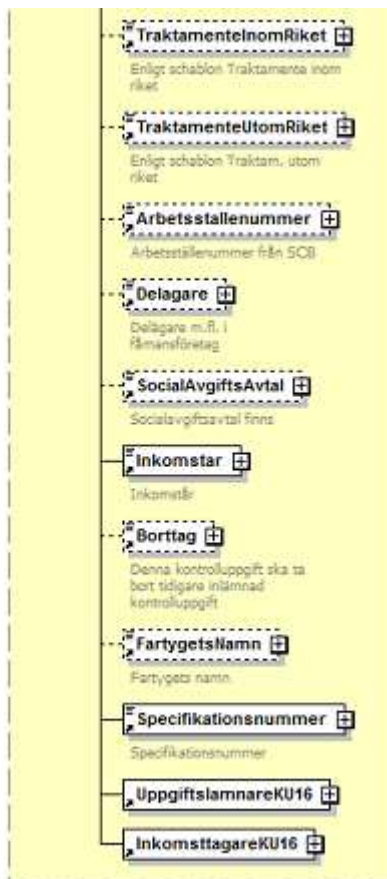 TraktamenteInomRiket
Enligt schablon Traktamente inom
riket
TraktamenteUtomRiket
Enligt schablon Traktam. utom
riket
Arbetsstallenummer
Arbetsställenummer från SCB
Delagare
Delägare m.fl. i
fåmansföretag
SocialAvgiftsAvtal
Socialavgiftsavtal finns
Inkomstar
Inkomstår
Borttag
Denna kontrolluppgift ska ta
bort tidigare inlämnad
kontrolluppgift
FartygetsNamn
Fartygets namn
Specifikationsnummer
Specifikationsnummer
UppgiftslamnareKU16
InkomsttagareKU16